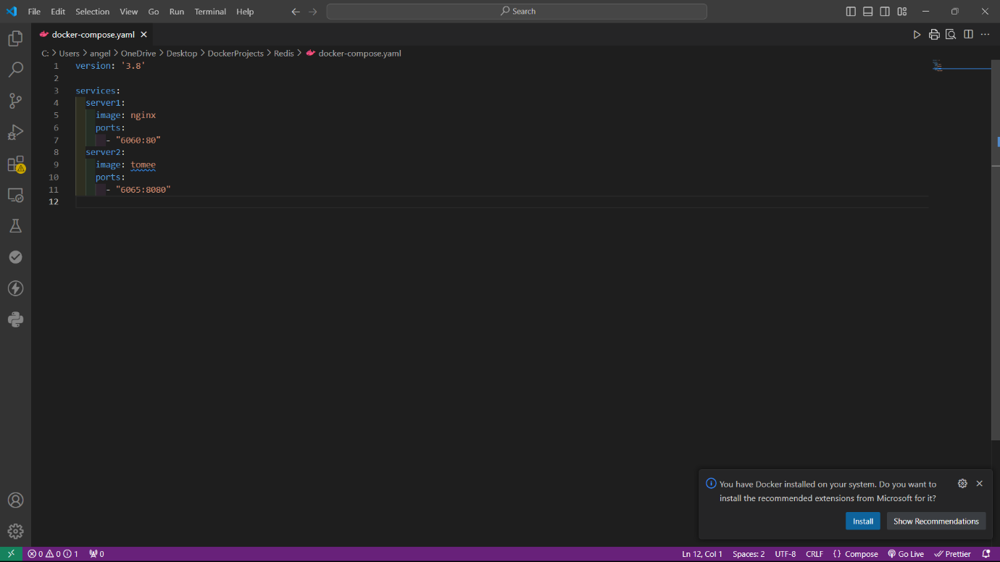 File Edit Selection View Go Run Terminal Help Search
docker-compose.yaml
C: > Users > angel > OneDrive > Desktop > DockerProjects > Redis > docker-compose.yaml
1 version: '3.8'
2
3 services:
4 server1:
5 image: nginx
6 ports:
7 - "6060:80"
8 server2:
9 image: tomee
10 ports:
11 - "6065:8080"
12
You have Docker installed on your system. Do you want to
install the recommended extensions from Microsoft for it?
Install Show Recommendations
0 0 1 0 Ln 12, Col 1 Spaces: 2 UTF-8 CRLF {} Compose Go Live Prettier